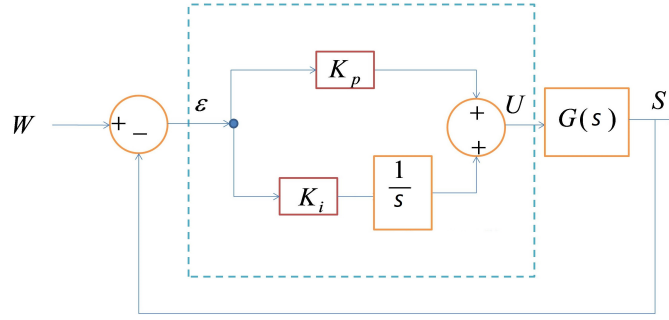 K_p
ε
U
S
W
+
−
+
G(s)
+
K_i
1/s